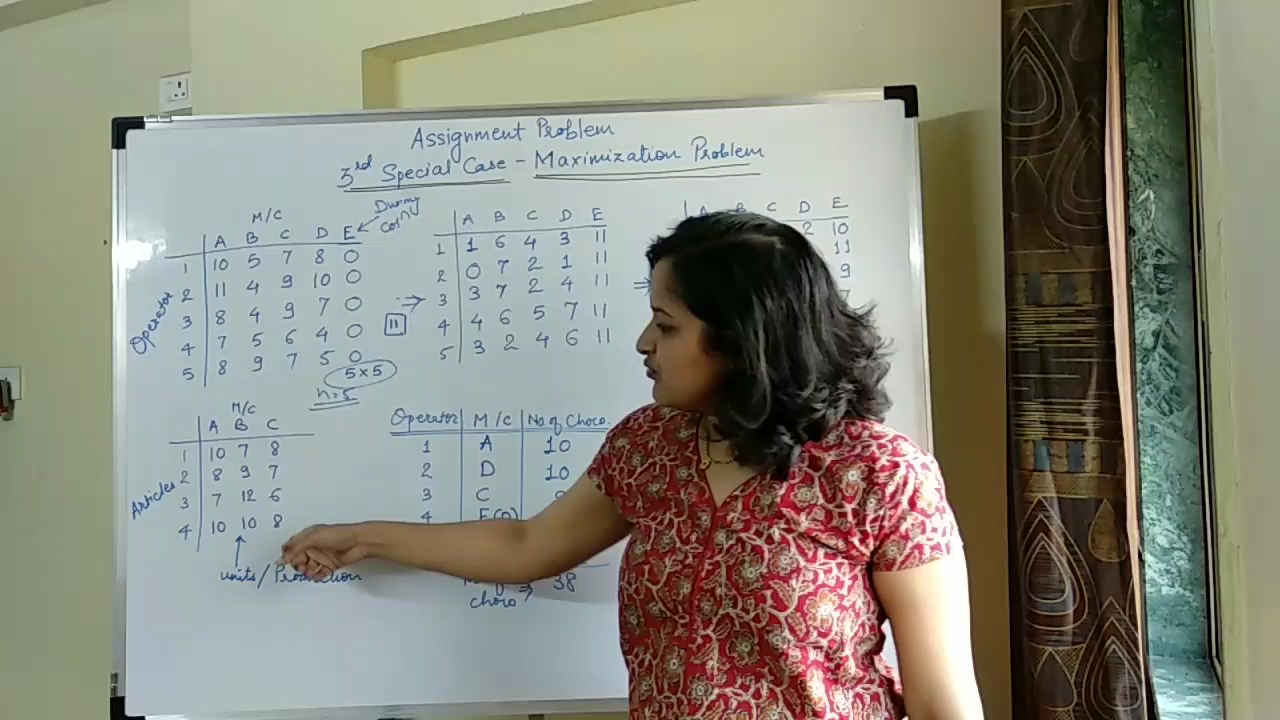 Assignment Problem
3rd Special Case - Maximization Problem
M/C
Dummy
coln
A B C D E
1 10 5 7 8 0
2 11 4 9 10 0
3 8 4 9 7 0
4 7 5 6 4 0
5 8 9 7 5 0
Operator
5×5
n=5
11
A B C D E
1 1 6 4 3 11
2 0 7 2 1 11
3 3 7 2 4 11
4 4 6 5 7 11
5 3 2 4 6 11
D E
2 10
11
9
M/C
A B C
1 10 7 8
2 8 9 7
3 7 12 6
4 10 10 8
Articles
units/Production
Operator M/C No of Choco.
1 A 10
2 D 10
3 C
4 E(D)
choco ⇒ 38